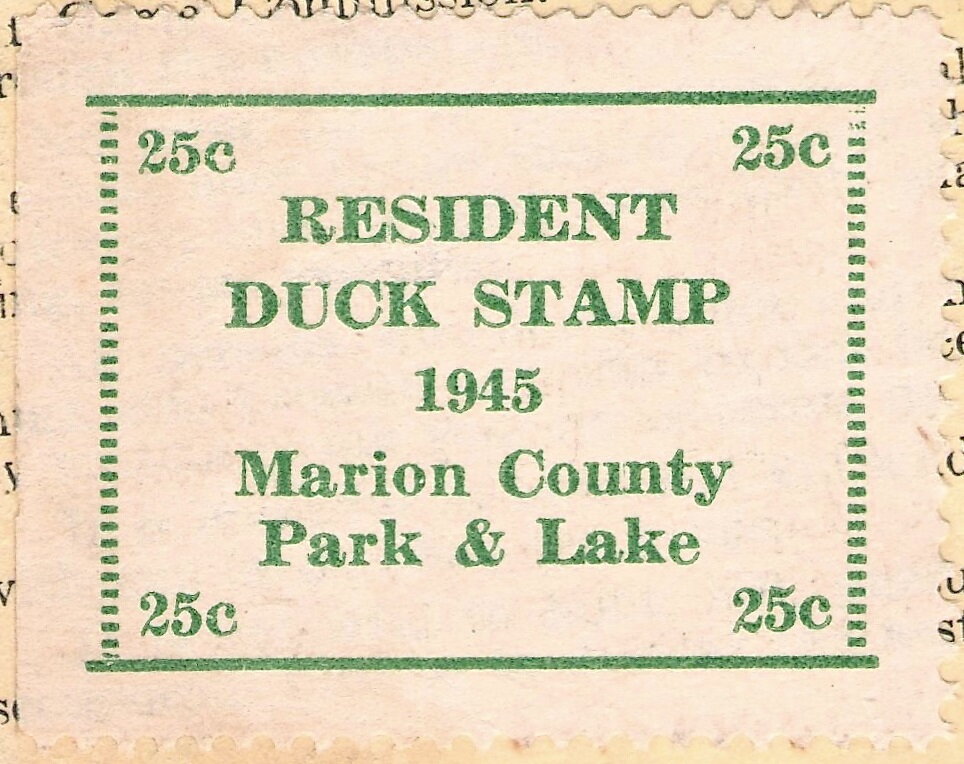 25c 25c
RESIDENT
DUCK STAMP
1945
Marion County
Park & Lake
25c 25c